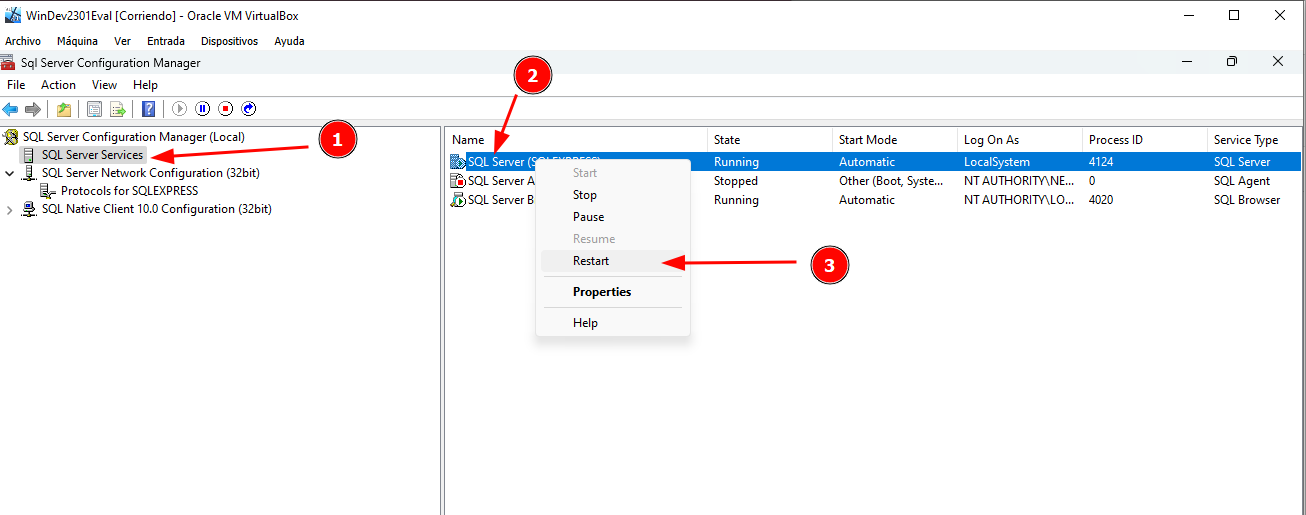 WinDev2301Eval [Corriendo] - Oracle VM VirtualBox
Archivo Máquina Ver Entrada Dispositivos Ayuda
Sql Server Configuration Manager
File Action View Help
SQL Server Configuration Manager (Local)
SQL Server Services
SQL Server Network Configuration (32bit)
Protocols for SQLEXPRESS
SQL Native Client 10.0 Configuration (32bit)
1
2
Name State Start Mode Log On As Process ID Service Type
SQL Server (SQLEXPRESS) Running Automatic LocalSystem 4124 SQL Server
SQL Server A Stopped Other (Boot, Syste... NT AUTHORITY\NE... 0 SQL Agent
SQL Server B Running Automatic NT AUTHORITY\LO... 4020 SQL Browser
Start
Stop
Pause
Resume
Restart
3
Properties
Help